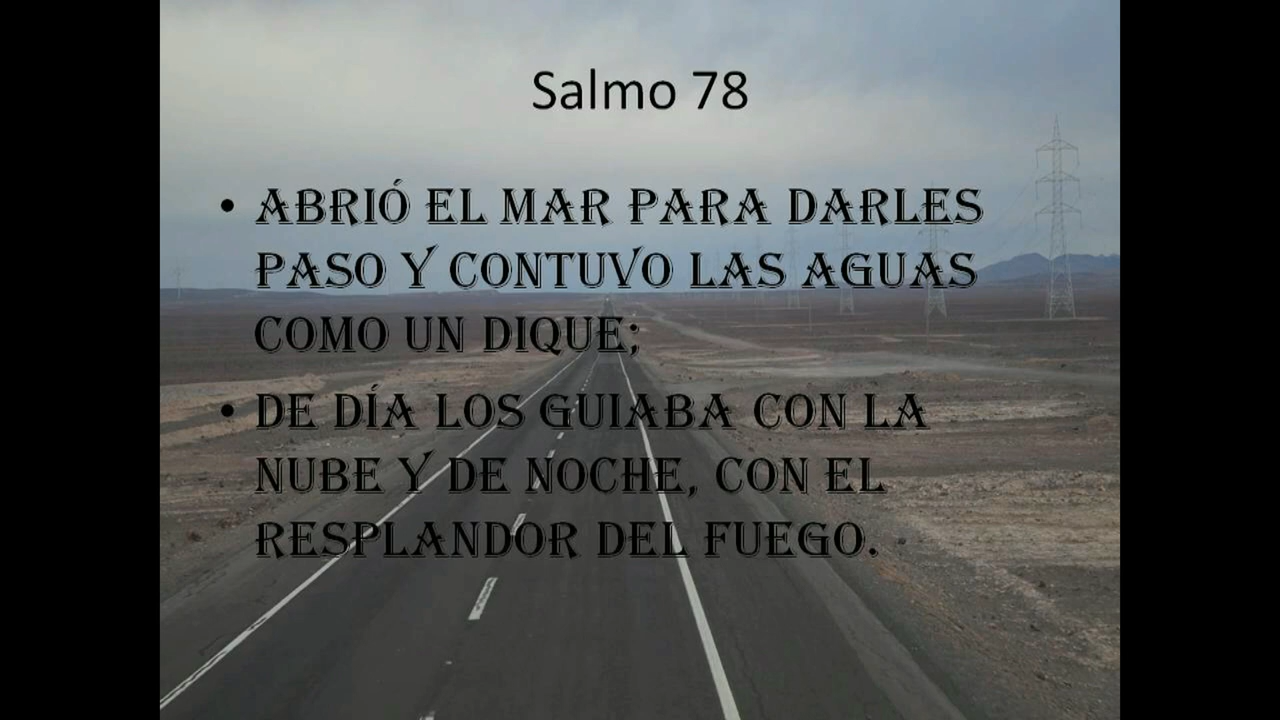 Salmo 78
• ABRIÓ EL MAR PARA DARLES
PASO Y CONTUVO LAS AGUAS
COMO UN DIQUE;
• DE DÍA LOS GUIABA CON LA
NUBE Y DE NOCHE, CON EL
RESPLANDOR DEL FUEGO.